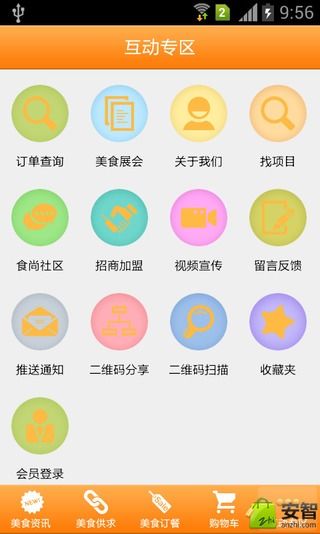 2 9:56
互动专区
订单查询 美食展会 关于我们 找项目
食尚社区 招商加盟 视频宣传 留言反馈
推送通知 二维码分享 二维码扫描 收藏夹
会员登录
NEW! Sale
美食资讯 美食供求 美食订餐 购物车
zhi 安智
anzhi.com